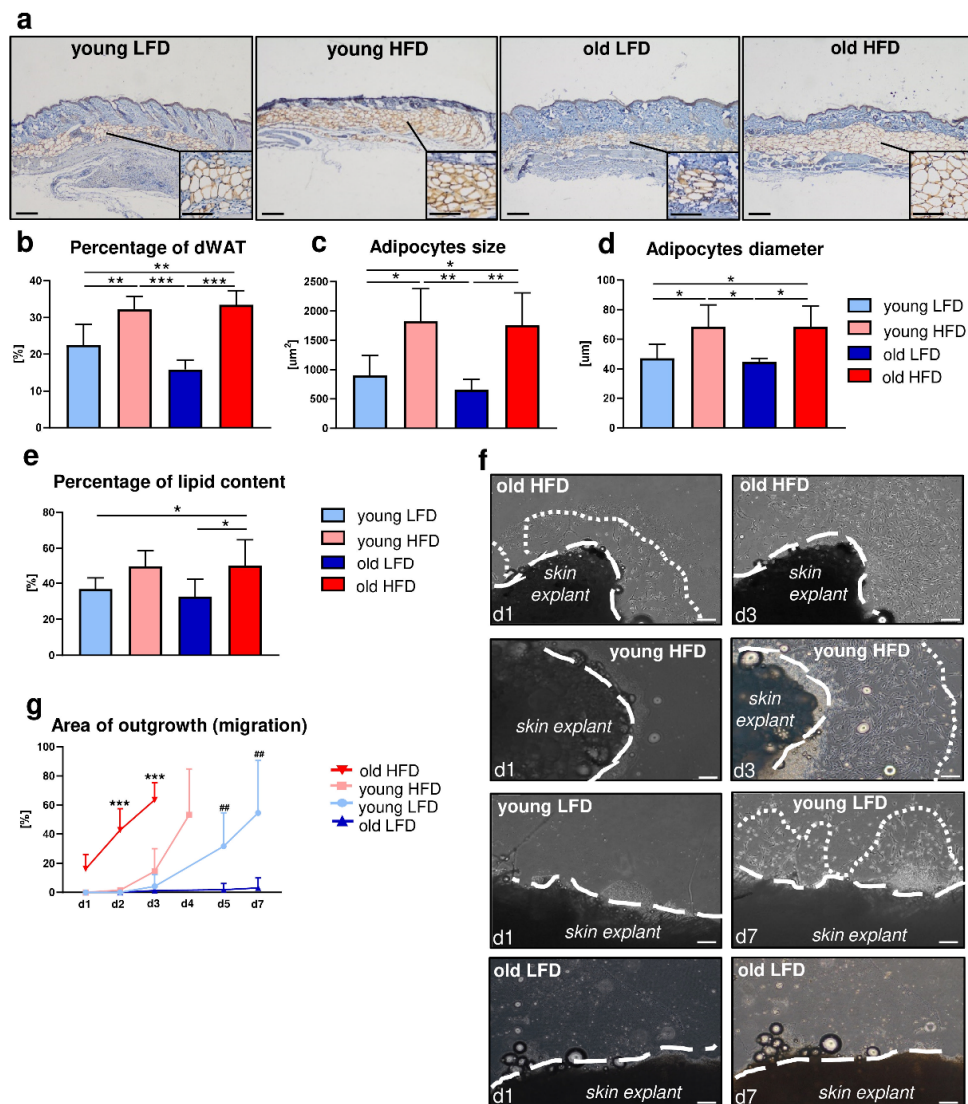 a
young LFD
young HFD
old LFD
old HFD
b
Percentage of dWAT
**
** *** ***
[%]
40
30
20
10
0
c
Adipocytes size
*
* ** **
[um²]
2500
2000
1500
1000
500
0
d
Adipocytes diameter
*
* * *
[um]
100
80
60
40
20
0
young LFD
young HFD
old LFD
old HFD
e
Percentage of lipid content
*
*
[%]
80
60
40
20
0
young LFD
young HFD
old LFD
old HFD
f
old HFD
skin
explant
d1
old HFD
skin
explant
d3
young HFD
skin explant
d1
young HFD
skin
explant
d3
young LFD
d1
skin explant
young LFD
d7
skin explant
old LFD
d1
skin explant
old LFD
d7
skin explant
g
Area of outgrowth (migration)
[%]
100
80
60
40
20
0
*** *** ## ##
d1 d2 d3 d4 d5 d7
old HFD
young HFD
young LFD
old LFD